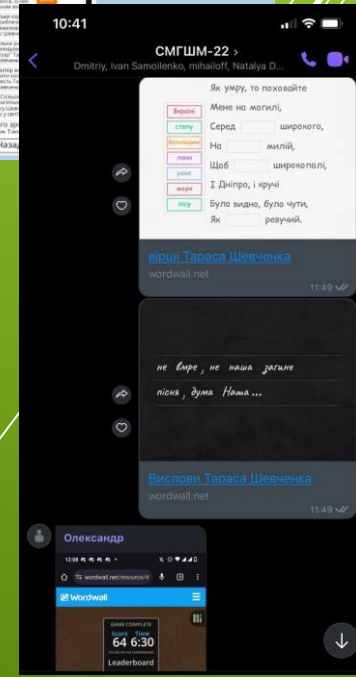 10:41
СМГШМ-22 >
Dmitriy, Ivan Samoilenko, mihailoff, Natalya D...
Як умру, то поховайте
Україні
Мене на могилі,
степу
Серед широкого,
На милій,
лани
Щоб широкополі,
І Дніпро, і кручі
моря
лісу
Було видно, було чути,
Як ревучий.
вірші Тараса Шевченка
wordwall.net
11:49
не вмре, не наша загине
пісня, дума Наша...
Вислови Тараса Шевченка
wordwall.net
11:49
Олександр
wordwall.net/resource/4
Wordwall
GAME COMPLETE
Score Time
64 6:30
Leaderboard